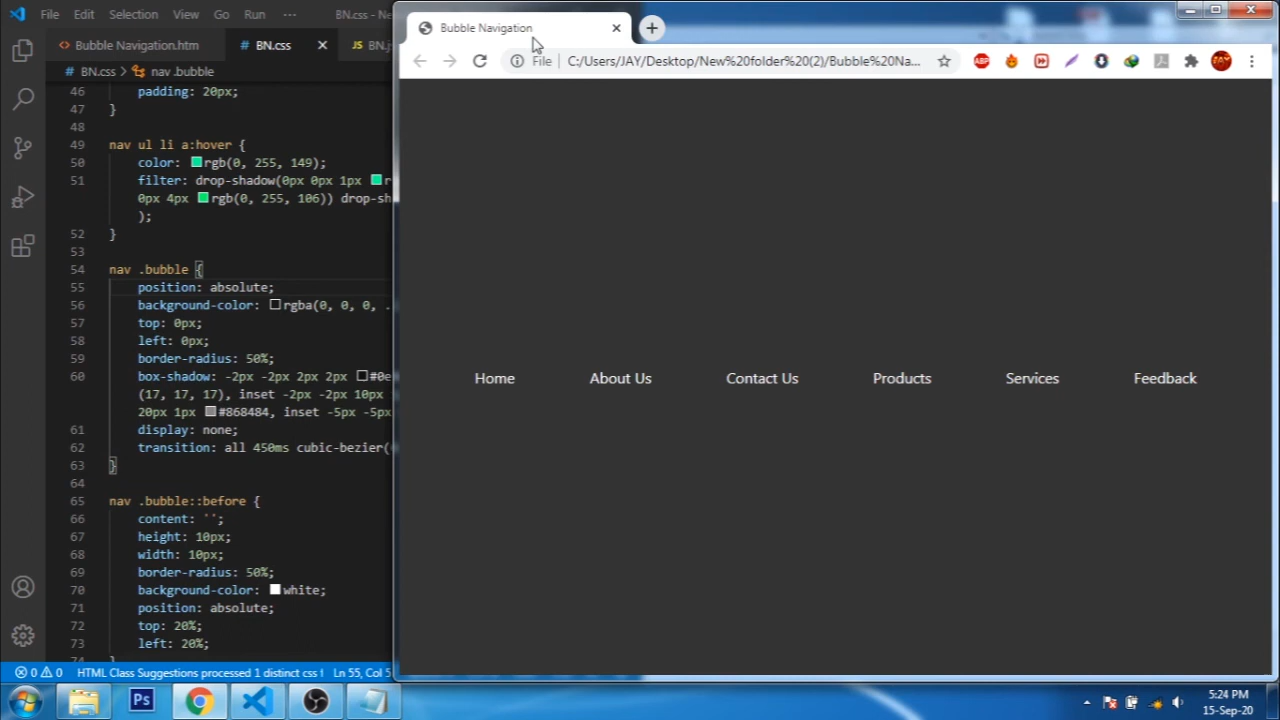 File Edit Selection View Go Run ··· BN.css - Ne
Bubble Navigation.htm
# BN.css
JS BN.j
# BN.css > nav .bubble
46 padding: 20px;
47 }
48
49 nav ul li a:hover {
50 color: rgb(0, 255, 149);
51 filter: drop-shadow(0px 0px 1px r
0px 4px rgb(0, 255, 106)) drop-sh
);
52 }
53
54 nav .bubble {
55 position: absolute;
56 background-color: rgba(0, 0, 0, .
57 top: 0px;
58 left: 0px;
59 border-radius: 50%;
60 box-shadow: -2px -2px 2px 2px #0e
(17, 17, 17), inset -2px -2px 10px
20px 1px #868484, inset -5px -5px
61 display: none;
62 transition: all 450ms cubic-bezier(
63 }
64
65 nav .bubble::before {
66 content: '';
67 height: 10px;
68 width: 10px;
69 border-radius: 50%;
70 background-color: white;
71 position: absolute;
72 top: 20%;
73 left: 20%;
74 }
0 0 HTML Class Suggestions processed 1 distinct css Ln 55, Col 5
Bubble Navigation
File C:/Users/JAY/Desktop/New%20folder%20(2)/Bubble%20Na...
ABP
JAY
Home About Us Contact Us Products Services Feedback
Ps
5:24 PM
15-Sep-20